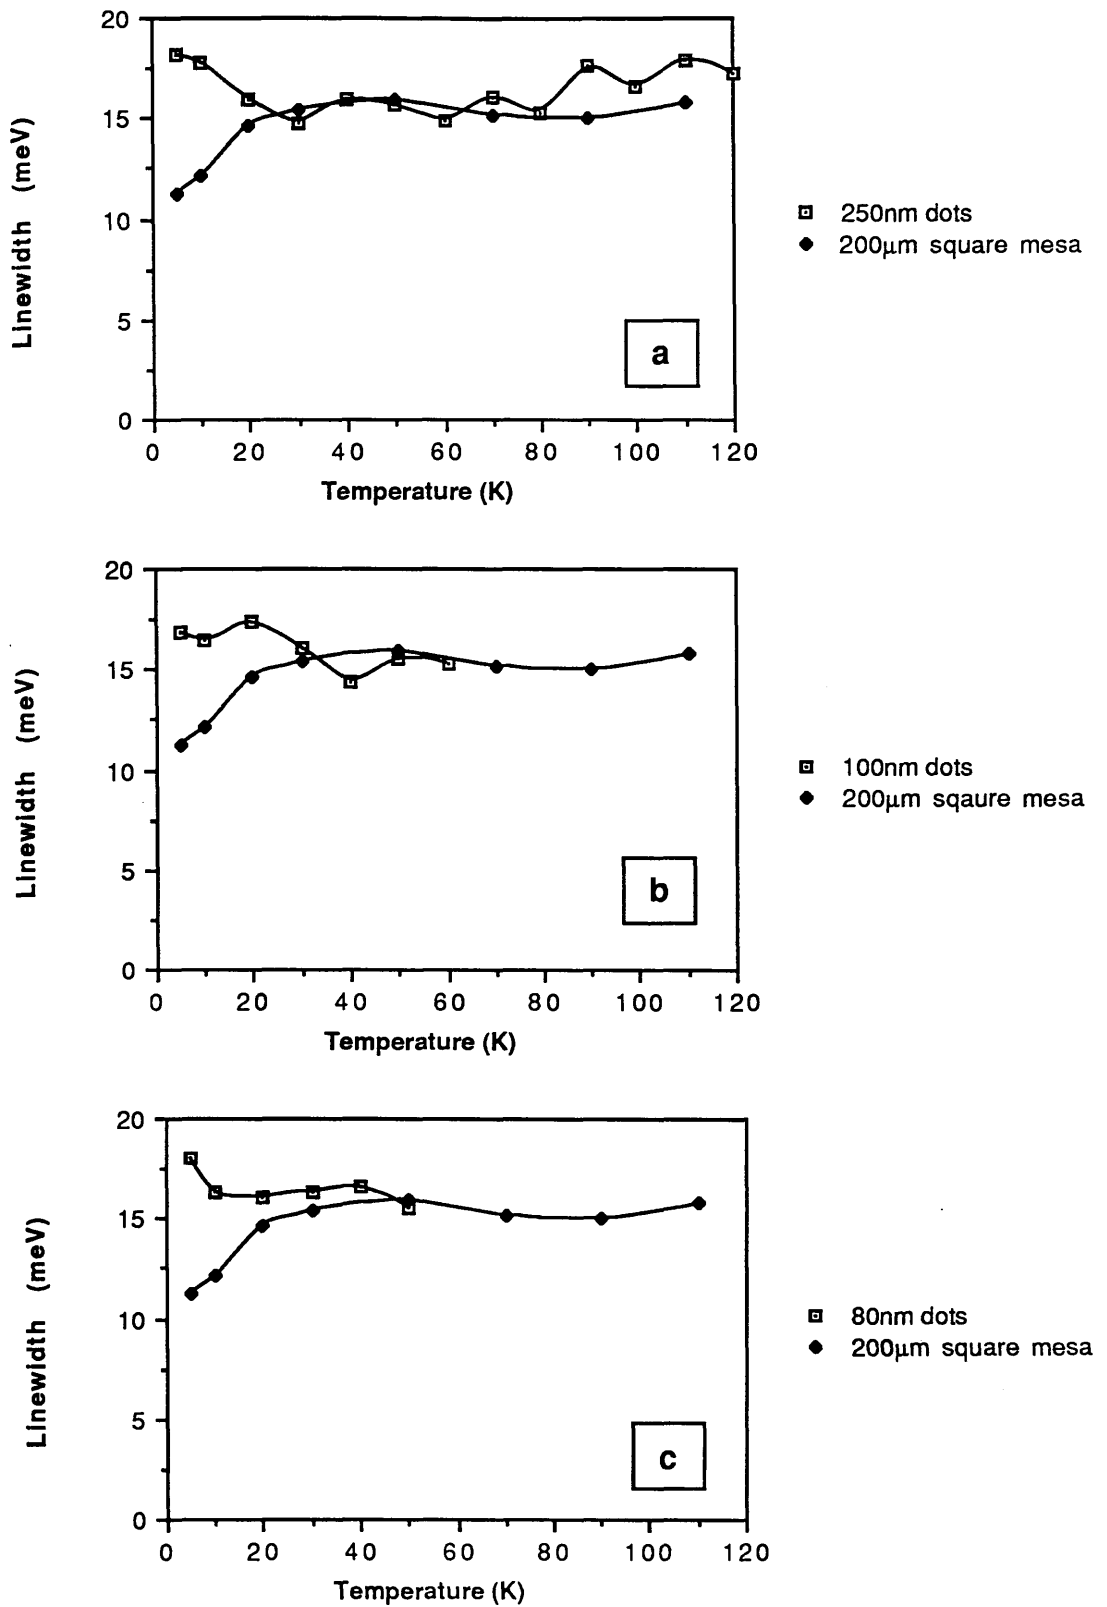 20
15
10
5
0
Linewidth (meV)
0 20 40 60 80 100 120
Temperature (K)
250nm dots
200µm square mesa
a
20
15
10
5
0
Linewidth (meV)
0 20 40 60 80 100 120
Temperature (K)
100nm dots
200µm sqaure mesa
b
20
15
10
5
0
Linewidth (meV)
0 20 40 60 80 100 120
Temperature (K)
80nm dots
200µm square mesa
c